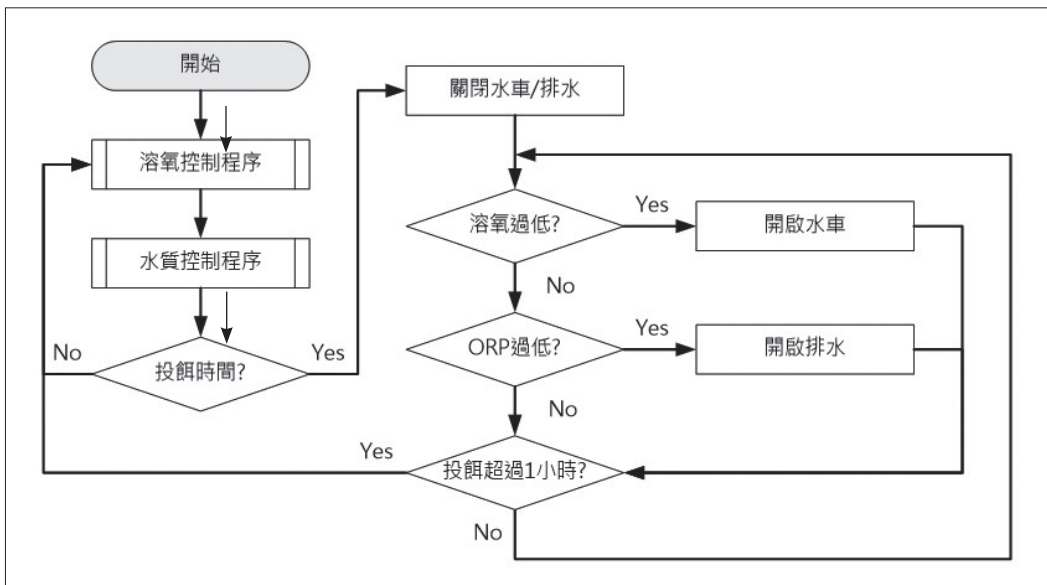 開始
溶氧控制程序
水質控制程序
投餌時間?
No
Yes
關閉水車/排水
溶氧過低?
Yes
開啟水車
No
ORP過低?
Yes
開啟排水
No
投餌超過1小時?
Yes
No